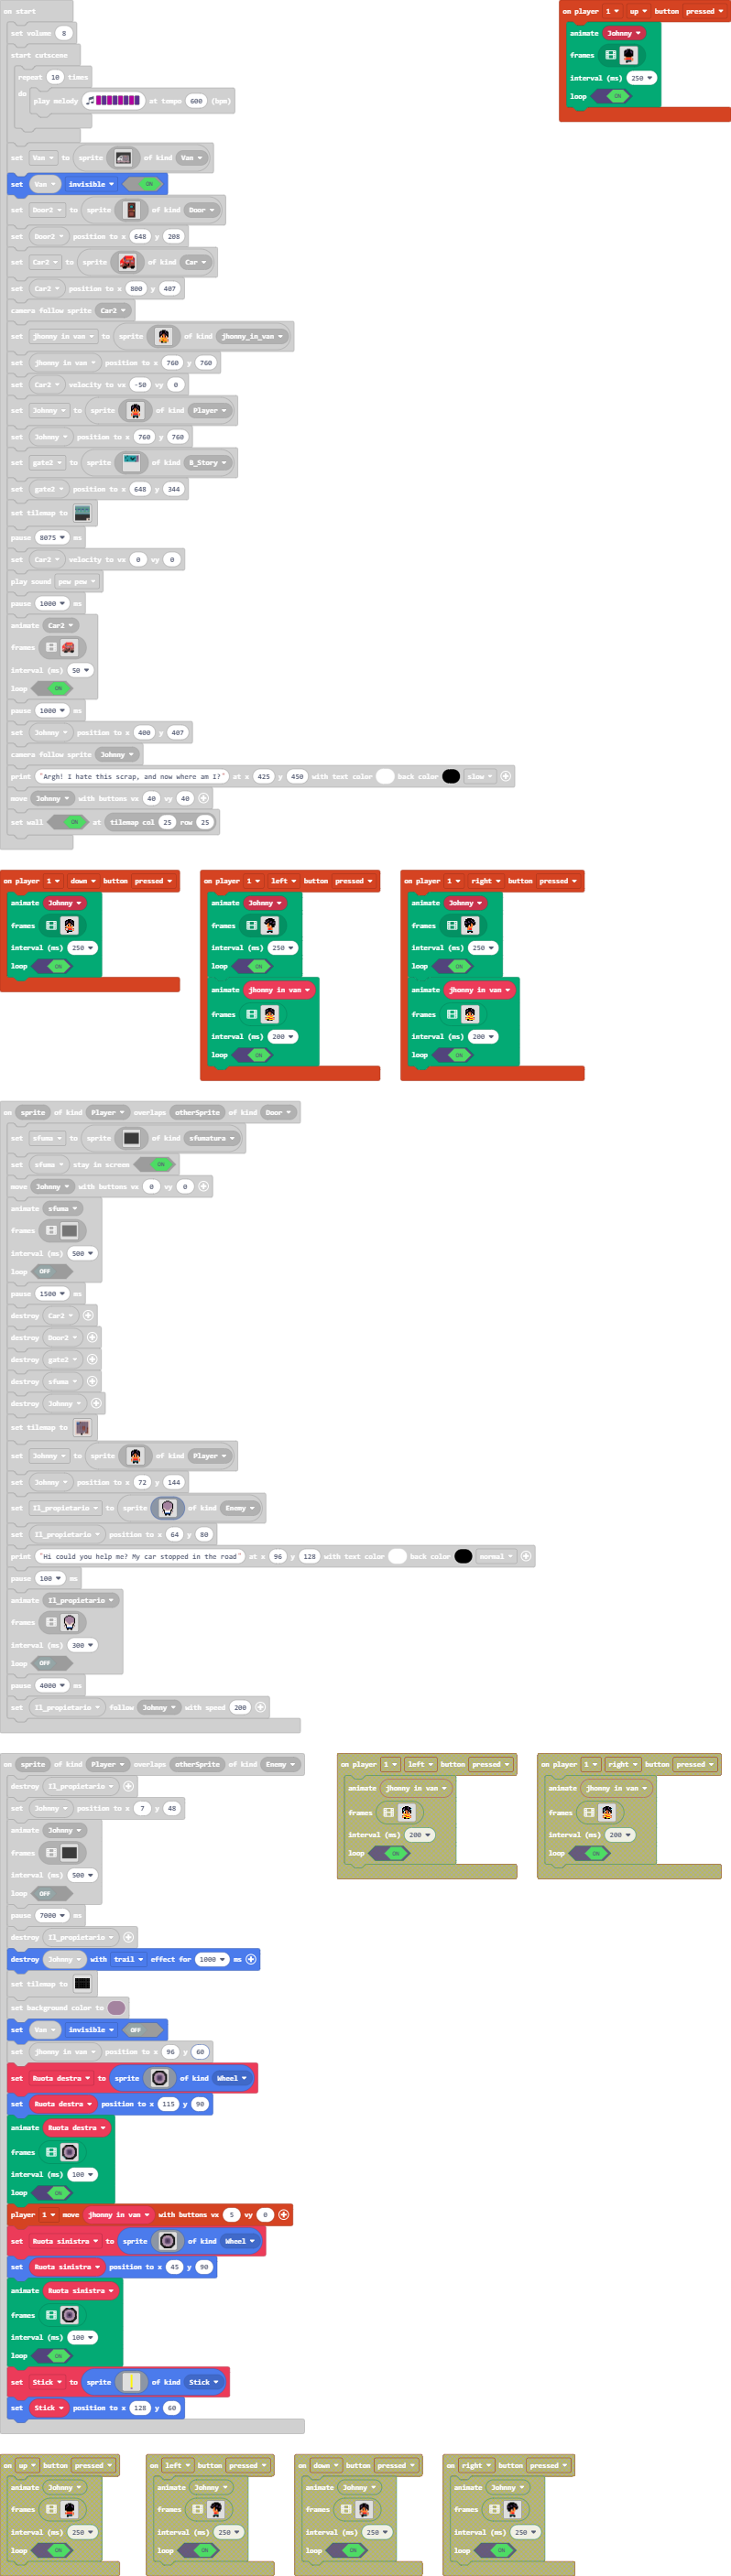 on start
set volume 8
start cutscene
repeat 10 times
do
play melody at tempo 600 (bpm)
set Van to sprite of kind Van
set Van invisible ON
set Door2 to sprite of kind Door
set Door2 position to x 648 y 208
set Car2 to sprite of kind Car
set Car2 position to x 800 y 407
camera follow sprite Car2
set jhonny in van to sprite of kind jhonny_in_van
set jhonny in van position to x 760 y 760
set Car2 velocity to vx -50 vy 0
set Johnny to sprite of kind Player
set Johnny position to x 760 y 760
set gate2 to sprite of kind B_Story
set gate2 position to x 648 y 344
set tilemap to
pause 8075 ms
set Car2 velocity to vx 0 vy 0
play sound pew pew
pause 1000 ms
animate Car2
frames
interval (ms) 50
loop ON
pause 1000 ms
set Johnny position to x 400 y 407
camera follow sprite Johnny
print "Argh! I hate this scrap, and now where am I?" at x 425 y 450 with text color back color slow
move Johnny with buttons vx 40 vy 40
set wall ON at tilemap col 25 row 25
on player 1 up button pressed
animate Johnny
frames
interval (ms) 250
loop ON
on player 1 down button pressed
animate Johnny
frames
interval (ms) 250
loop ON
on player 1 left button pressed
animate Johnny
frames
interval (ms) 250
loop ON
animate jhonny in van
frames
interval (ms) 200
loop ON
on player 1 right button pressed
animate Johnny
frames
interval (ms) 250
loop ON
animate jhonny in van
frames
interval (ms) 200
loop ON
on sprite of kind Player overlaps otherSprite of kind Door
set sfuma to sprite of kind sfumatura
set sfuma stay in screen ON
move Johnny with buttons vx 0 vy 0
animate sfuma
frames
interval (ms) 500
loop OFF
pause 1500 ms
destroy Car2
destroy Door2
destroy gate2
destroy sfuma
destroy Johnny
set tilemap to
set Johnny to sprite of kind Player
set Johnny position to x 72 y 144
set Il_propietario to sprite of kind Enemy
set Il_propietario position to x 64 y 80
print "Hi could you help me? My car stopped in the road" at x 96 y 128 with text color back color normal
pause 100 ms
animate Il_propietario
frames
interval (ms) 300
loop OFF
pause 4000 ms
set Il_propietario follow Johnny with speed 200
on sprite of kind Player overlaps otherSprite of kind Enemy
destroy Il_propietario
set Johnny position to x 7 y 48
animate Johnny
frames
interval (ms) 500
loop OFF
pause 7000 ms
destroy Il_propietario
destroy Johnny with trail effect for 1000 ms
set tilemap to
set background color to
set Van invisible OFF
set jhonny in van position to x 96 y 60
set Ruota destra to sprite of kind Wheel
set Ruota destra position to x 115 y 90
animate Ruota destra
frames
interval (ms) 100
loop ON
player 1 move jhonny in van with buttons vx 5 vy 0
set Ruota sinistra to sprite of kind Wheel
set Ruota sinistra position to x 45 y 90
animate Ruota sinistra
frames
interval (ms) 100
loop ON
set Stick to sprite of kind Stick
set Stick position to x 128 y 60
on player 1 left button pressed
animate jhonny in van
frames
interval (ms) 200
loop ON
on player 1 right button pressed
animate jhonny in van
frames
interval (ms) 200
loop ON
on up button pressed
animate Johnny
frames
interval (ms) 250
loop ON
on left button pressed
animate Johnny
frames
interval (ms) 250
loop ON
on down button pressed
animate Johnny
frames
interval (ms) 250
loop ON
on right button pressed
animate Johnny
frames
interval (ms) 250
loop ON